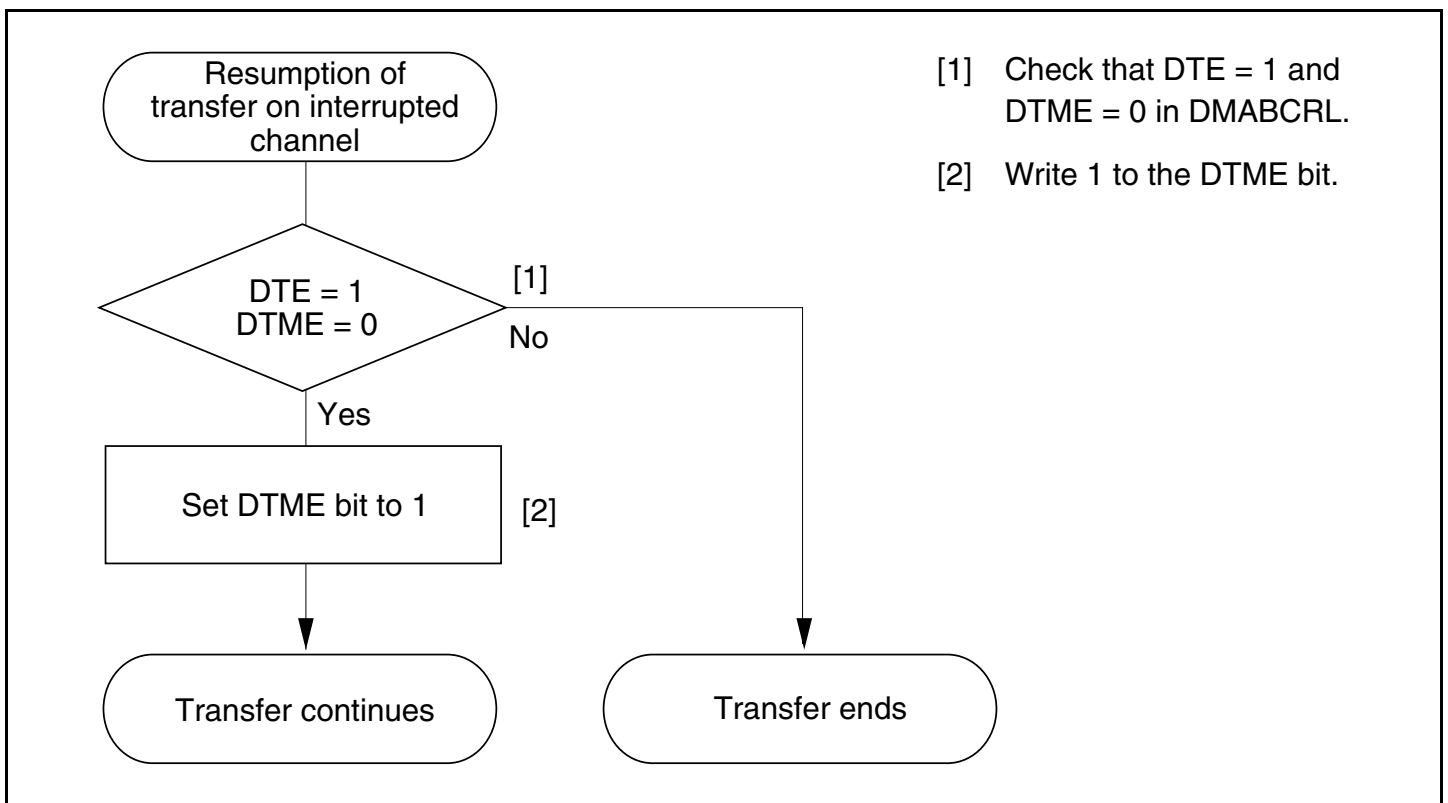 Resumption of
transfer on interrupted
channel
[1] Check that DTE = 1 and
DTME = 0 in DMABCRL.
[2] Write 1 to the DTME bit.
DTE = 1
DTME = 0
[1]
No
Yes
Set DTME bit to 1
[2]
Transfer continues
Transfer ends